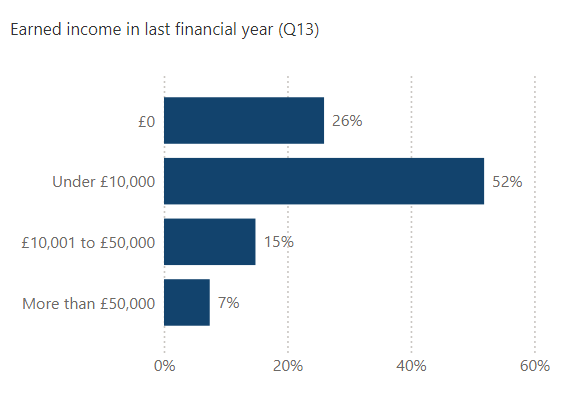 Earned income in last financial year (Q13)
£0
26%
Under £10,000
52%
£10,001 to £50,000
15%
More than £50,000
7%
0%
20%
40%
60%